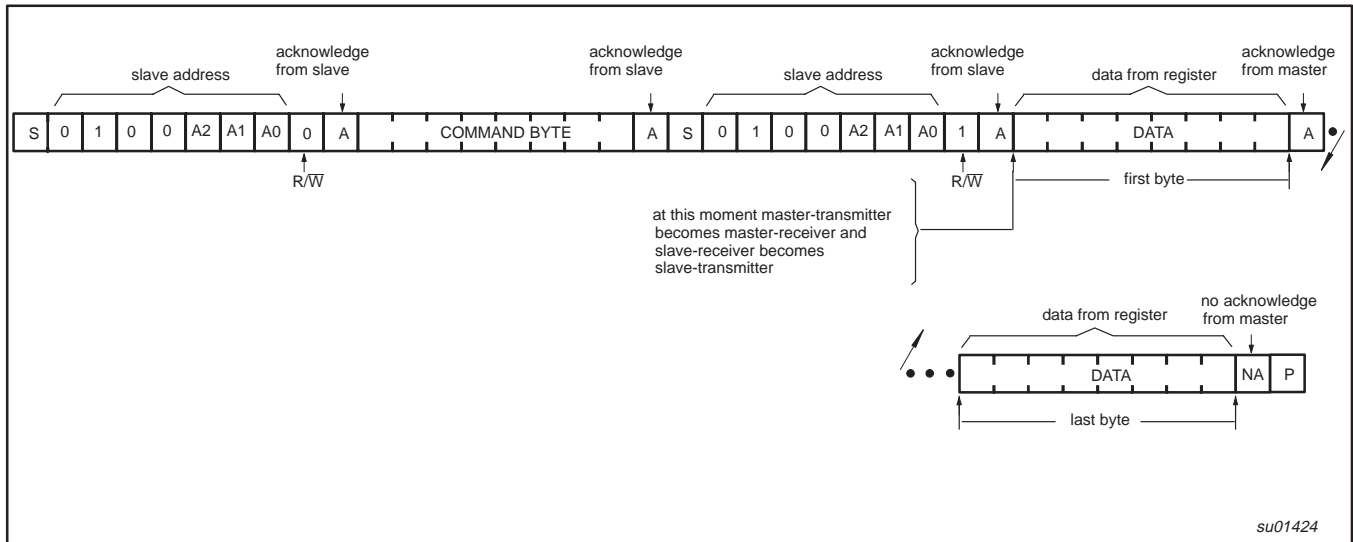 acknowledge
from slave
slave address
acknowledge
from slave
slave address
acknowledge
from slave
data from register
acknowledge
from master
S 0 1 0 0 A2 A1 A0 0 A COMMAND BYTE A S 0 1 0 0 A2 A1 A0 1 A DATA A
R/W̅
R/W̅
first byte
at this moment master-transmitter
becomes master-receiver and
slave-receiver becomes
slave-transmitter
data from register
no acknowledge
from master
DATA NA P
last byte
su01424